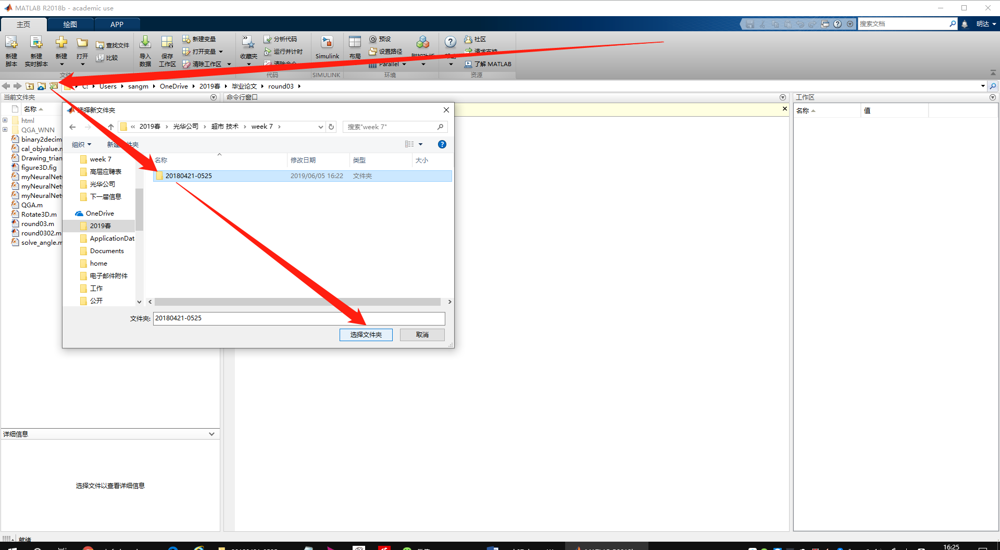 MATLAB R2018b - academic use
主页 绘图 APP
搜索文档
明达
新建 脚本
新建 实时脚本
新建
打开
查找文件
比较
导入 数据
保存 工作区
新建变量
打开变量
清除工作区
收藏夹
分析代码
运行并计时
Simulink
布局
预设
设置路径
Parallel
社区
了解 MATLAB
代码
SIMULINK
环境
资源
C: Users sangm OneDrive 2019春 毕业论文 round03
当前文件夹
命令行窗口
工作区
名称
名称 值
html
QGA_WNN
binary2decim
cal_objvalue.m
Drawing_trian
figure3D.fig
myNeuralNet
myNeuralNet
myNeuralNet
QGA.m
Rotate3D.m
round03.m
round0302.m
solve_angle.m
选择新文件夹
« 2019春 光华公司 超市 技术 week 7
搜索"week 7"
组织
week 7
高层应聘表
光华公司
下一届信息
OneDrive
2019春
ApplicationDat
Documents
home
电子邮件附件
工作
公开
名称 修改日期 类型 大小
20180421-0525 2019/06/05 16:22 文件夹
文件夹: 20180421-0525
选择文件夹 取消
详细信息
选择文件以查看详细信息
就绪
16:25